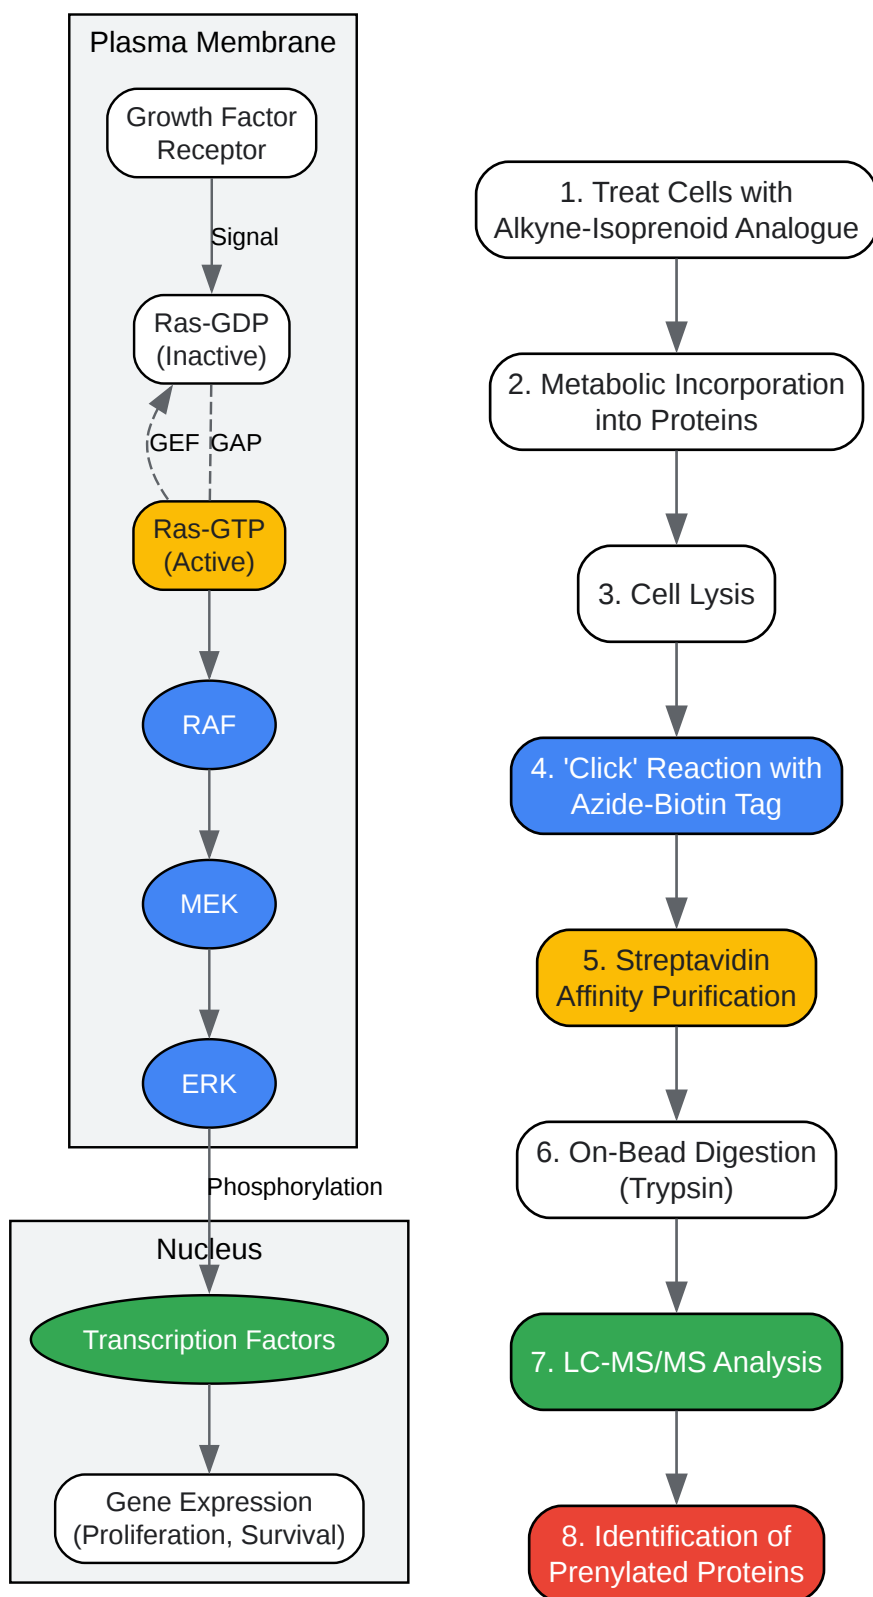 Plasma Membrane
Growth Factor
Receptor
Signal
Ras-GDP
(Inactive)
GEF
GAP
Ras-GTP
(Active)
RAF
MEK
ERK
Phosphorylation
Nucleus
Transcription Factors
Gene Expression
(Proliferation, Survival)
1. Treat Cells with
Alkyne-Isoprenoid Analogue
2. Metabolic Incorporation
into Proteins
3. Cell Lysis
4. 'Click' Reaction with
Azide-Biotin Tag
5. Streptavidin
Affinity Purification
6. On-Bead Digestion
(Trypsin)
7. LC-MS/MS Analysis
8. Identification of
Prenylated Proteins